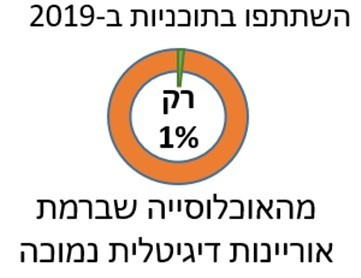 השתתפו בתוכניות ב-2019
רק
1%
מהאוכלוסייה שברמת
אוריינות דיגיטלית נמוכה